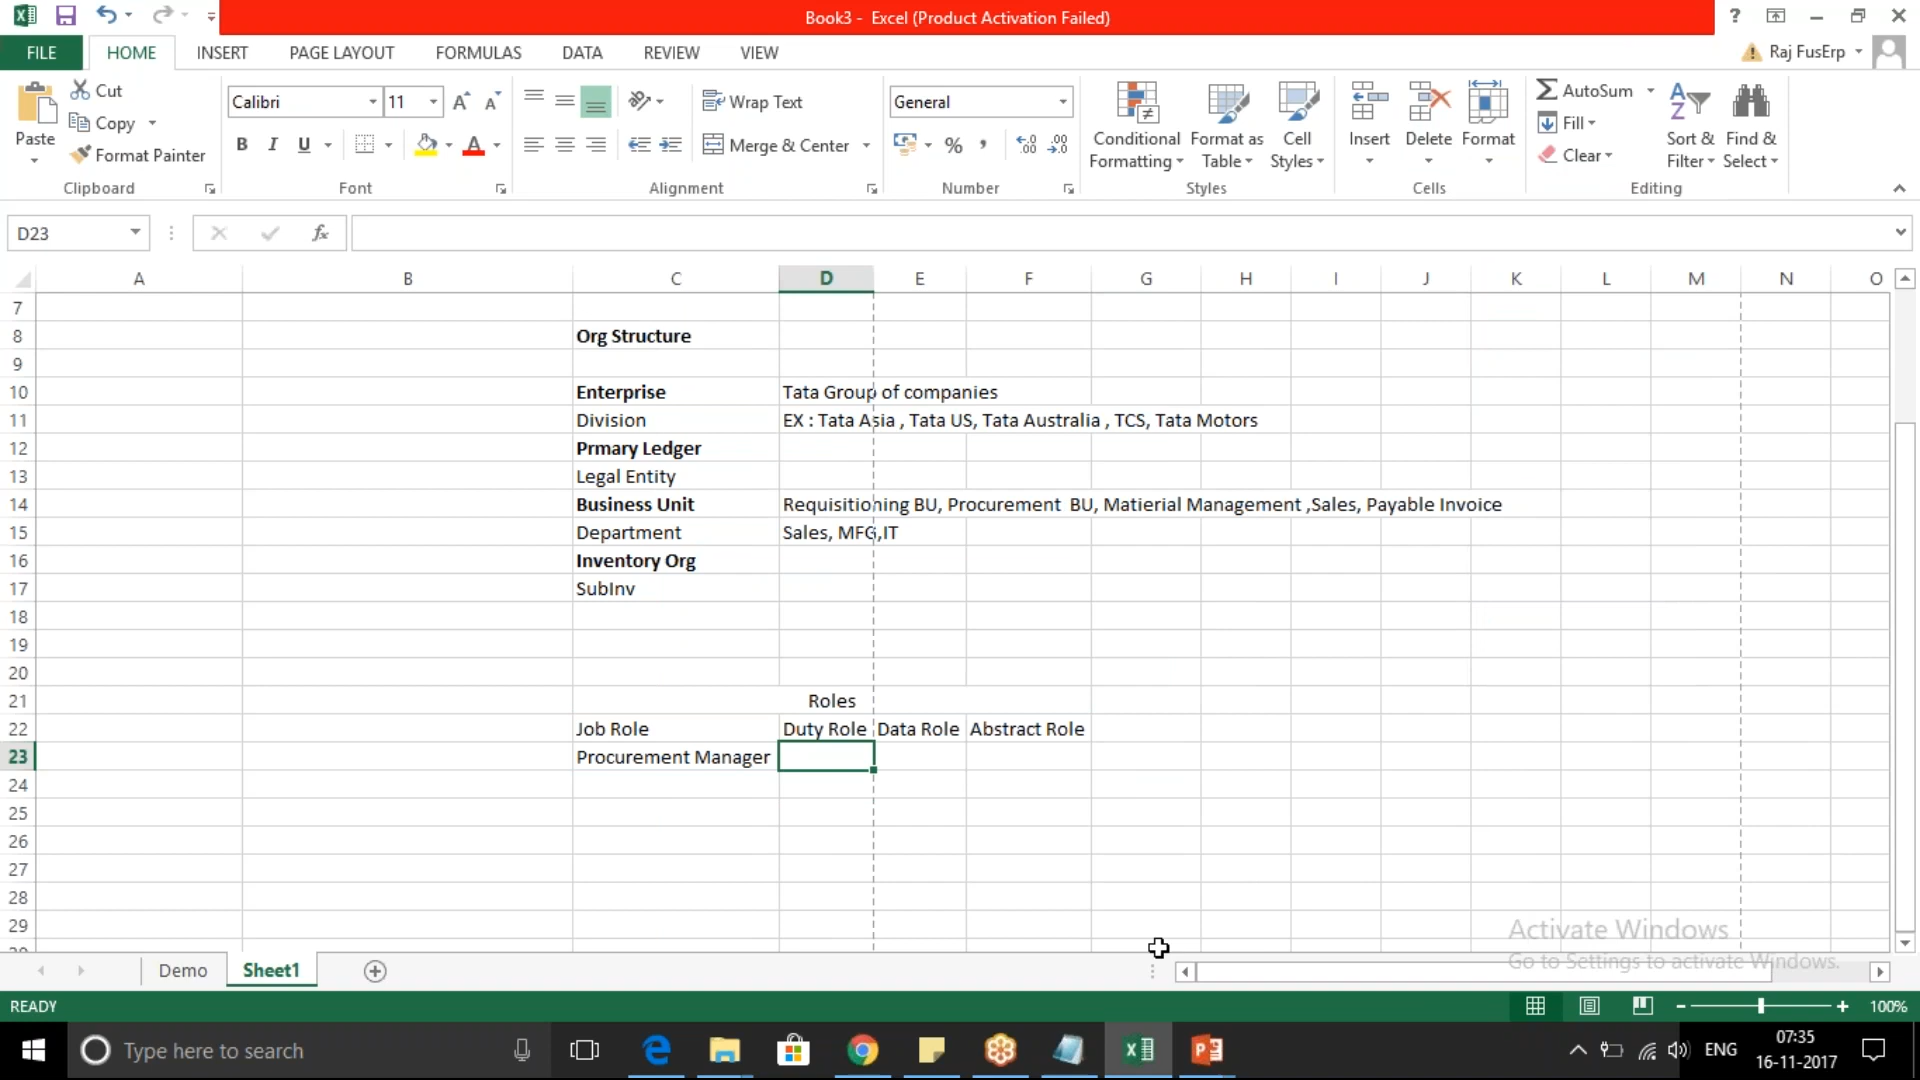 Book3 - Excel (Product Activation Failed)
?
Raj FusErp
FILE HOME INSERT PAGE LAYOUT FORMULAS DATA REVIEW VIEW
Paste
Cut
Copy
Format Painter
Clipboard
Calibri 11
B I U
Font
Wrap Text
Merge & Center
Alignment
General
%
Number
Conditional Formatting
Format as Table
Cell Styles
Styles
Insert
Delete
Format
Cells
AutoSum
Fill
Clear
Sort & Filter
Find & Select
Editing
D23
fx
A B C D E F G H I J K L M N O
7
8 Org Structure
9
10 Enterprise Tata Group of companies
11 Division EX : Tata Asia , Tata US, Tata Australia , TCS, Tata Motors
12 Prmary Ledger
13 Legal Entity
14 Business Unit Requisitioning BU, Procurement BU, Matierial Management ,Sales, Payable Invoice
15 Department Sales, MFG,IT
16 Inventory Org
17 SubInv
18
19
20
21 Roles
22 Job Role Duty Role Data Role Abstract Role
23 Procurement Manager
24
25
26
27
28
29
Activate Windows
Go to Settings to activate Windows.
Demo Sheet1
READY
100%
Type here to search
ENG
07:35
16-11-2017